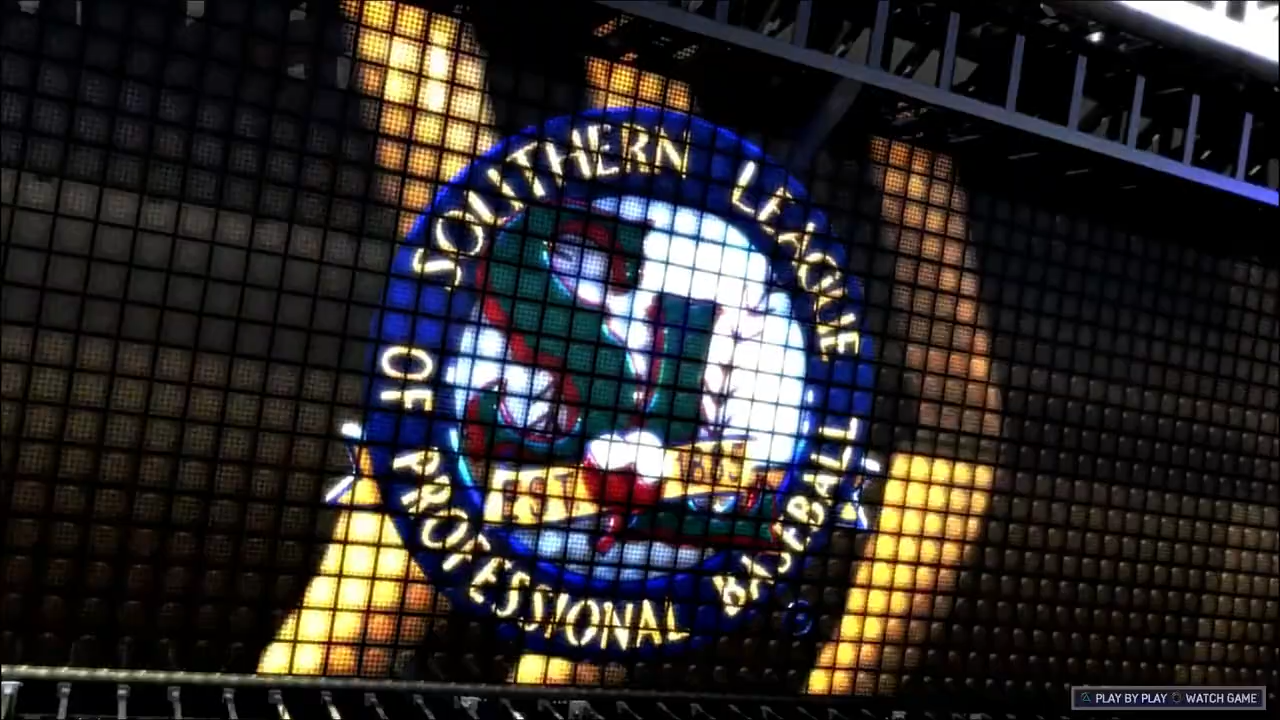 SOUTHERN LEAGUE
OF PROFESSIONAL BASEBALL
EST
PLAY BY PLAY WATCH GAME